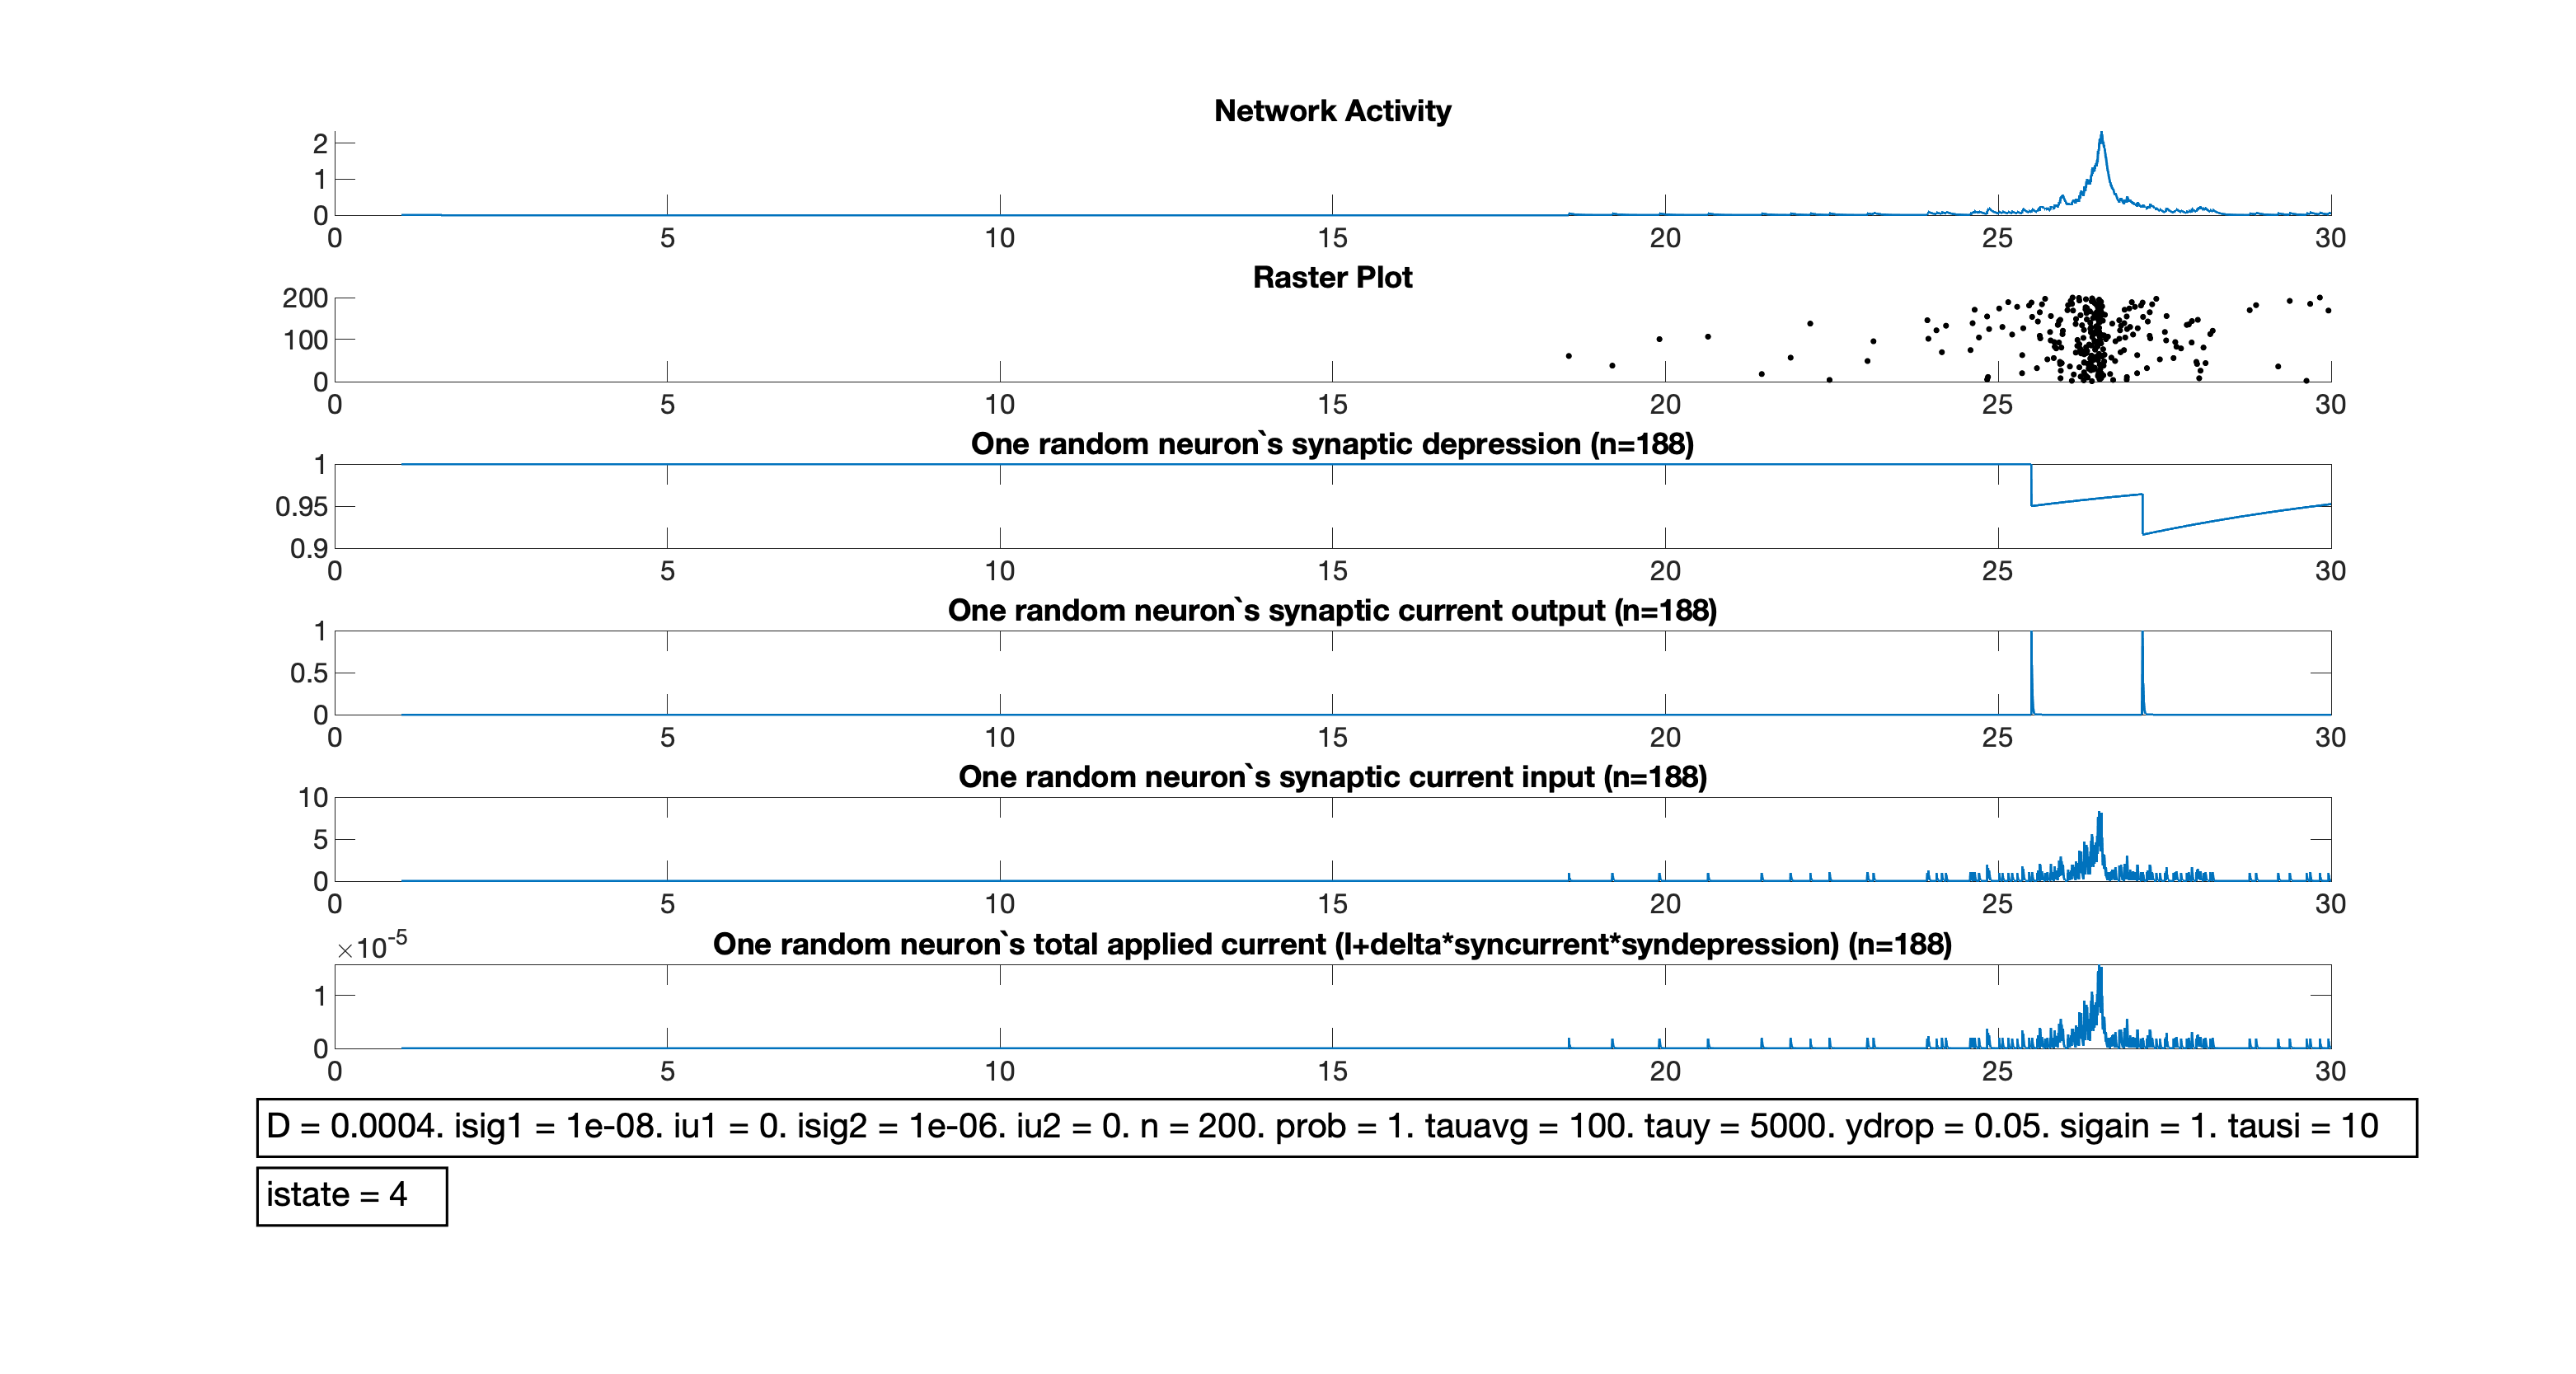 Network Activity
2
1
0
0 5 10 15 20 25 30
Raster Plot
200
100
0
0 5 10 15 20 25 30
One random neuron`s synaptic depression (n=188)
1
0.95
0.9
0 5 10 15 20 25 30
One random neuron`s synaptic current output (n=188)
1
0.5
0
0 5 10 15 20 25 30
One random neuron`s synaptic current input (n=188)
10
5
0
0 5 10 15 20 25 30
×10-5
One random neuron`s total applied current (I+delta*syncurrent*syndepression) (n=188)
1
0
0 5 10 15 20 25 30
D = 0.0004. isig1 = 1e-08. iu1 = 0. isig2 = 1e-06. iu2 = 0. n = 200. prob = 1. tauavg = 100. tauy = 5000. ydrop = 0.05. sigain = 1. tausi = 10
istate = 4